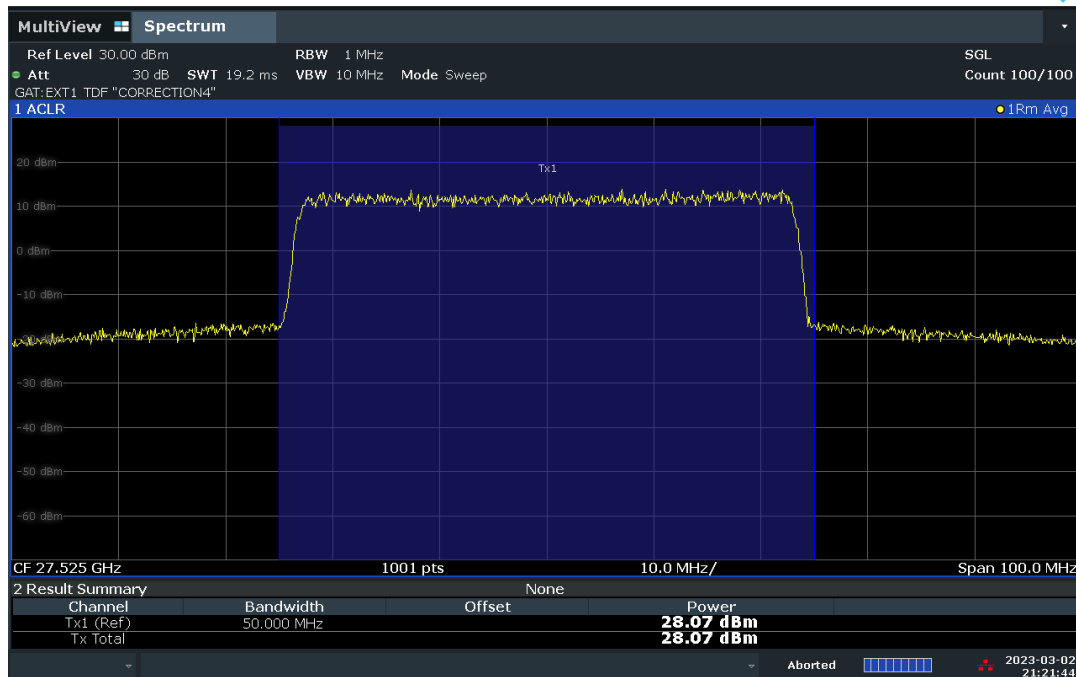 MultiView Spectrum
Ref Level 30.00 dBm RBW 1 MHz SGL
Att 30 dB SWT 19.2 ms VBW 10 MHz Mode Sweep Count 100/100
GAT:EXT1 TDF "CORRECTION4"
1 ACLR 1Rm Avg
20 dBm
Tx1
10 dBm
0 dBm
-10 dBm
-30 dBm
-40 dBm
-50 dBm
-60 dBm
CF 27.525 GHz 1001 pts 10.0 MHz/ Span 100.0 MHz
2 Result Summary None
Channel Bandwidth Offset Power
Tx1 (Ref) 50.000 MHz 28.07 dBm
Tx Total 28.07 dBm
Aborted 2023-03-02
21:21:44